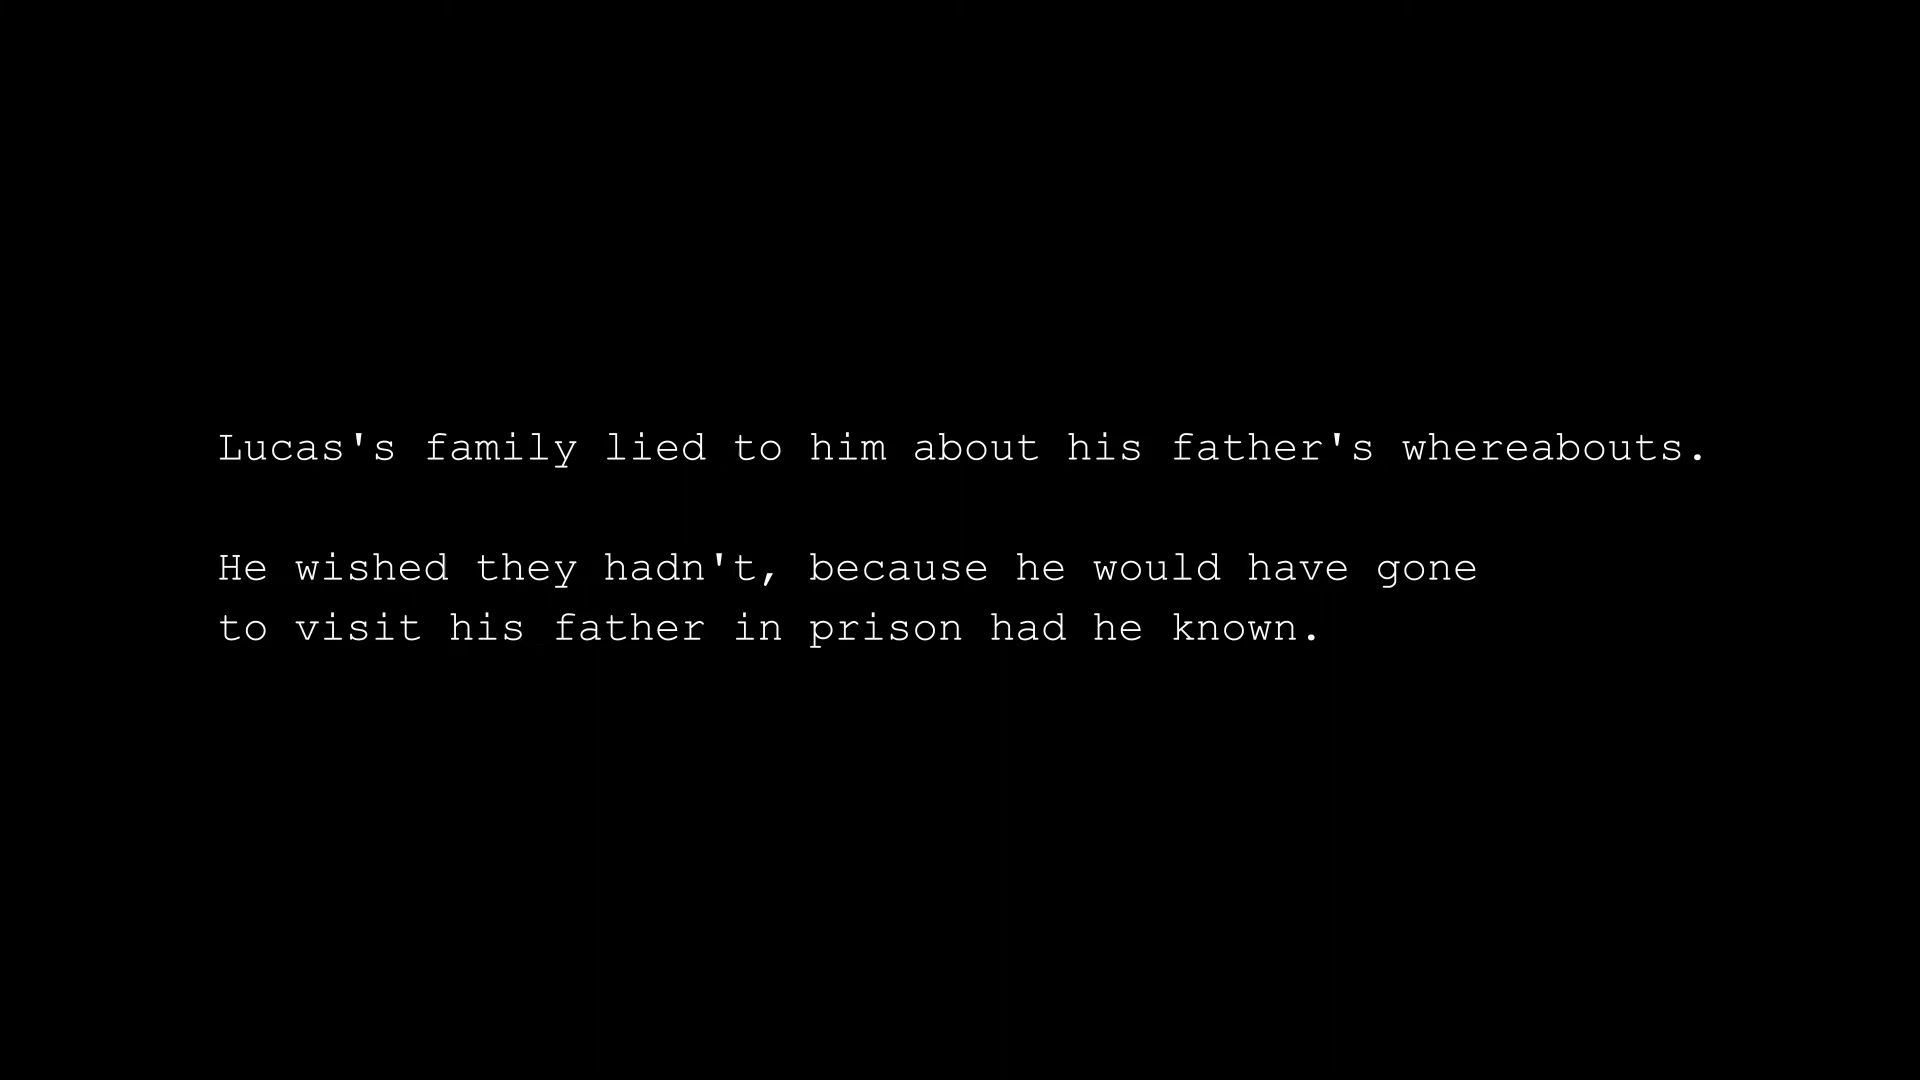 Lucas's family lied to him about his father's whereabouts.
He wished they hadn't, because he would have gone
to visit his father in prison had he known.